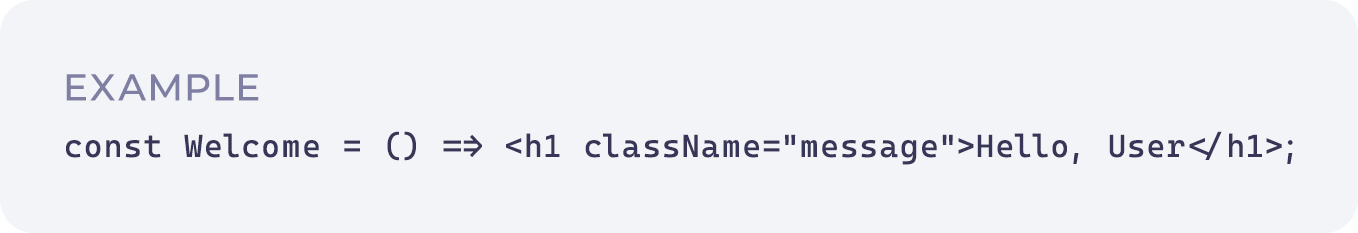 EXAMPLE
const Welcome = () => <h1 className="message">Hello, User</h1>;